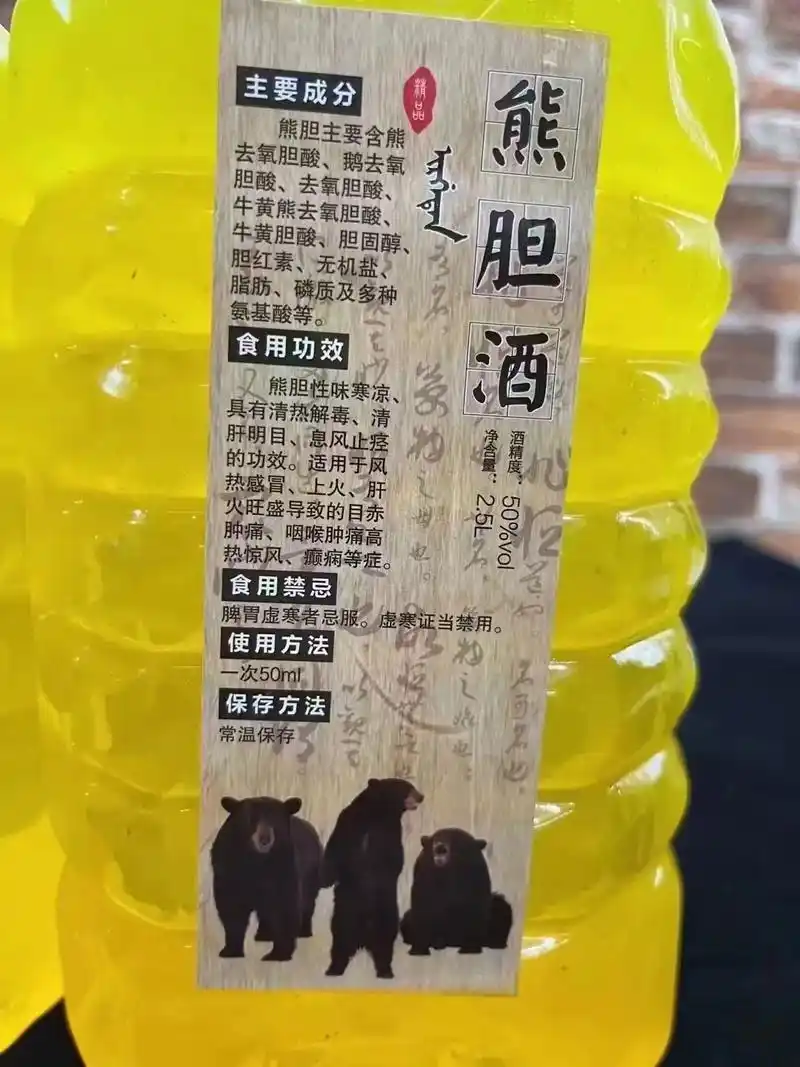 熊胆酒
精品
酒精度：50%vol
净含量：2.5L
主要成分
熊胆主要含熊
去氧胆酸、鹅去氧
胆酸、去氧胆酸、
牛黄熊去氧胆酸、
牛黄胆酸、胆固醇、
胆红素、无机盐、
脂肪、磷质及多种
氨基酸等。
食用功效
熊胆性味寒凉、
具有清热解毒、清
肝明目、息风止痉
的功效。适用于风
热感冒、上火、肝
火旺盛导致的目赤
肿痛、咽喉肿痛高
热惊风、癫痫等症。
食用禁忌
脾胃虚寒者忌服。虚寒证当禁用。
使用方法
一次50ml
保存方法
常温保存